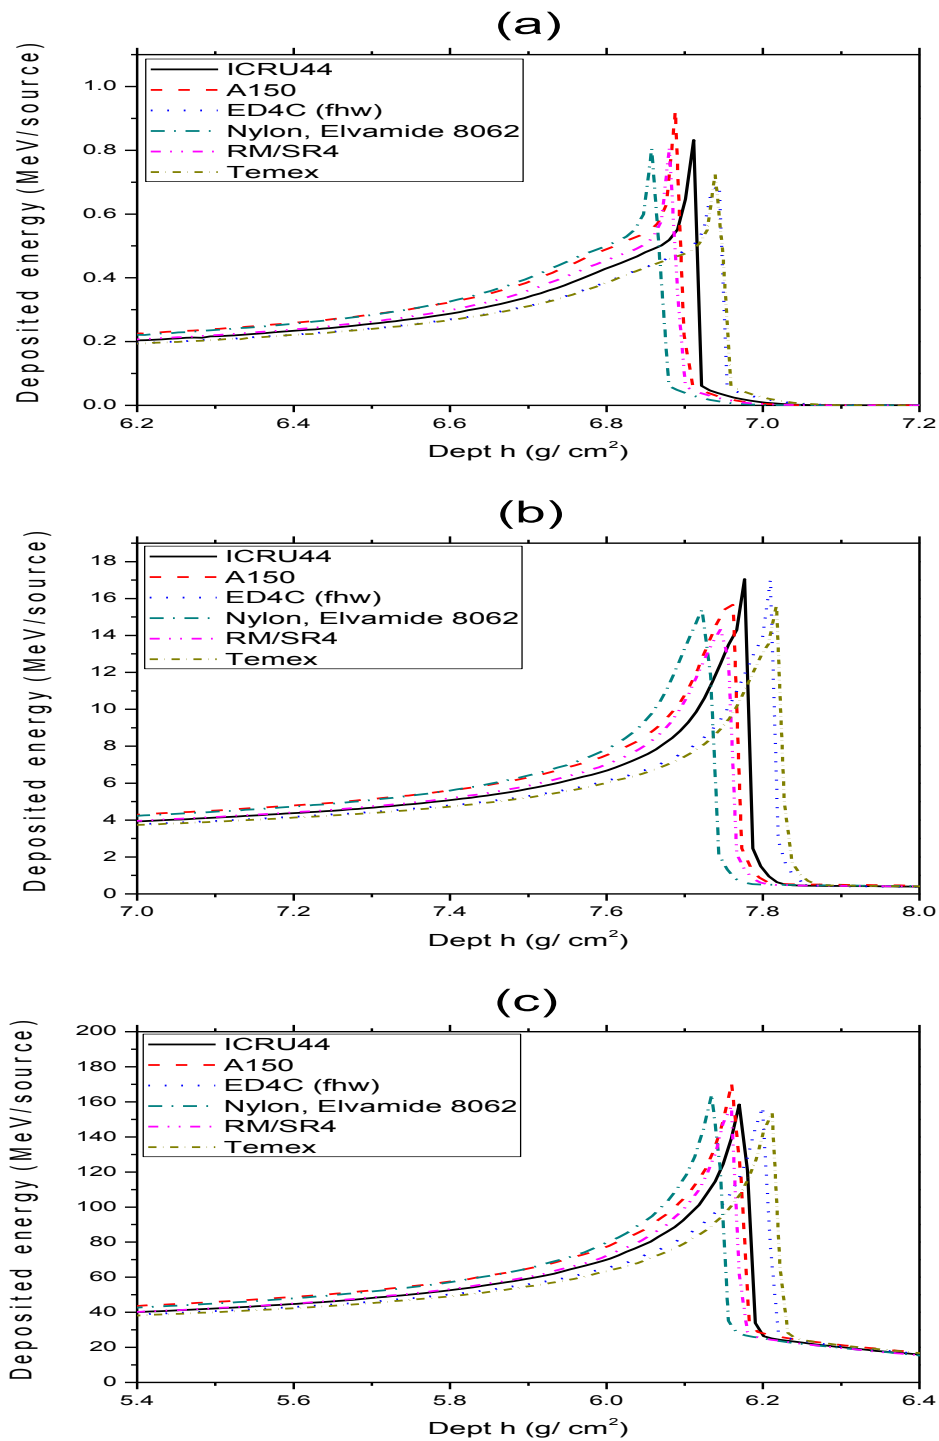 (a)
Deposited energy (MeV/source)
1.0
0.8
0.6
0.4
0.2
0.0
ICRU44
A150
ED4C (fhw)
Nylon, Elvamide 8062
RM/SR4
Temex
6.2 6.4 6.6 6.8 7.0 7.2
Dept h (g/ cm²)
(b)
Deposited energy (MeV/source)
18
16
14
12
10
8
6
4
2
0
ICRU44
A150
ED4C (fhw)
Nylon, Elvamide 8062
RM/SR4
Temex
7.0 7.2 7.4 7.6 7.8 8.0
Dept h (g/ cm²)
(c)
Deposited energy (MeV/source)
200
180
160
140
120
100
80
60
40
20
0
ICRU44
A150
ED4C (fhw)
Nylon, Elvamide 8062
RM/SR4
Temex
5.4 5.6 5.8 6.0 6.2 6.4
Dept h (g/ cm²)